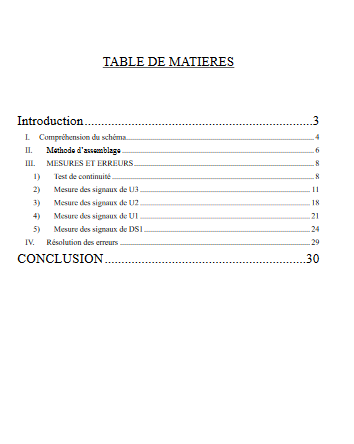 TABLE DE MATIERES
Introduction 3
I. Compréhension du schéma 4
II. Méthode d'assemblage 6
III. MESURES ET ERREURS 8
1) Test de continuité 8
2) Mesure des signaux de U3 11
3) Mesure des signaux de U2 18
4) Mesure des signaux de U1 21
5) Mesure des signaux de DS1 24
IV. Résolution des erreurs 29
CONCLUSION 30